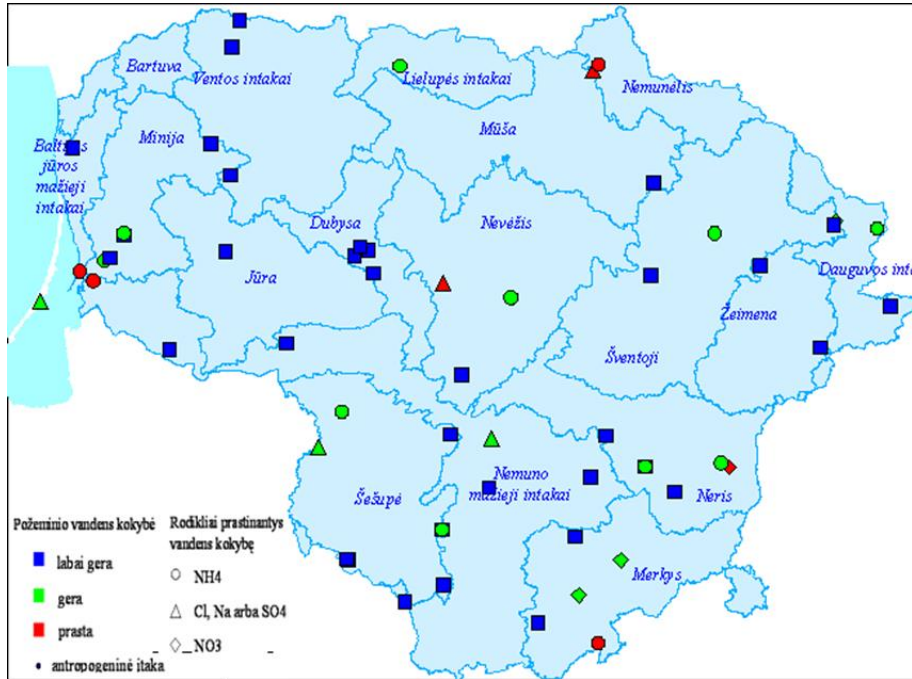 Bartuva
Ventos intakai
Lielupės intakai
Nemunėlis
Mūša
Minija
Baltijos
jūros
mažieji
intakai
Dubysa
Nevėžis
Jūra
Dauguvos inta
Žeimena
Šventoji
Nemuno
mažieji intakai
Neris
Šešupė
Merkys
Požeminio vandens kokybė
labai gera
gera
prasta
antropogeninė įtaka
Rodikliai prastinantys
vandens kokybę
NH4
Cl, Na arba SO4
NO3